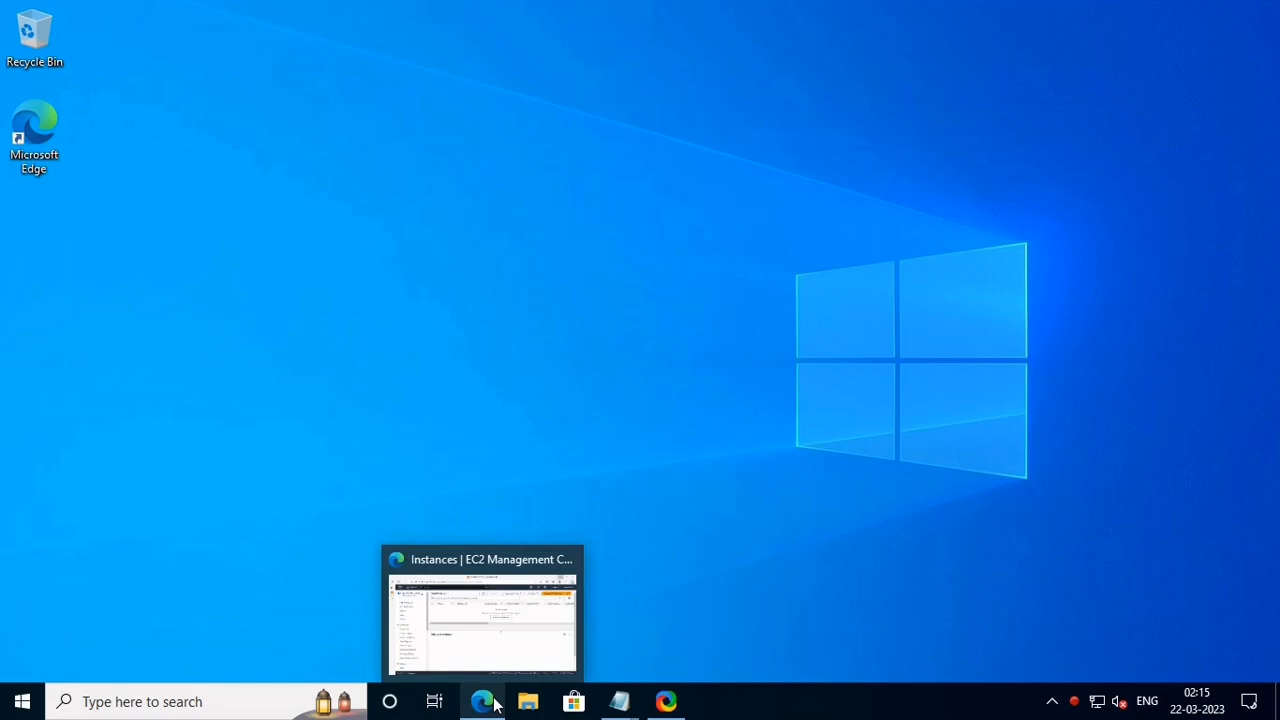 Recycle Bin
Microsoft
Edge
Instances | EC2 Management C...
Type here to search
ENG
02:15
22-03-2023